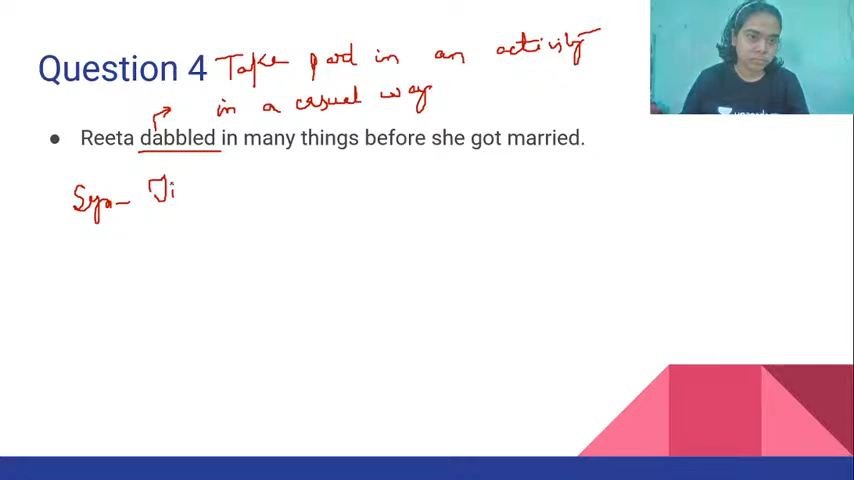 Question 4 Take part in an activity
in a casual way
● Reeta dabbled in many things before she got married.
Syn- Ti